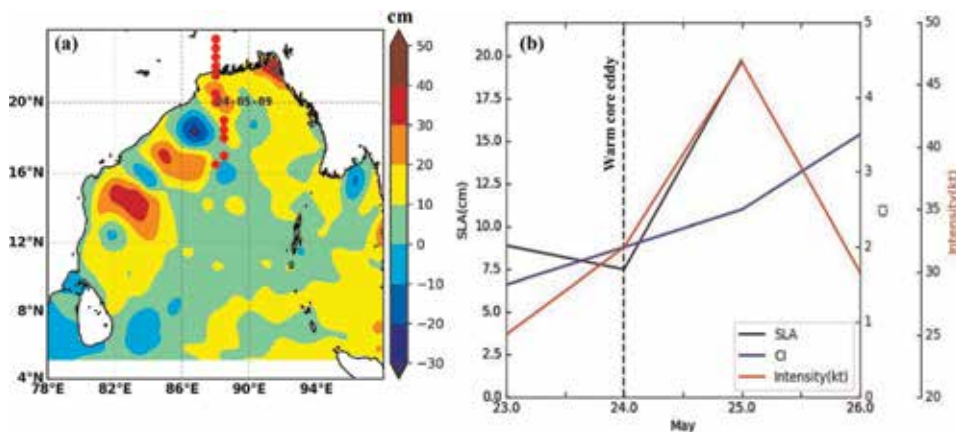 (a)
cm
24-05-09
20°N
16°N
12°N
8°N
4°N
78°E 82°E 86°E 90°E 94°E
50
40
30
20
10
0
−10
−20
−30
(b)
Warm core eddy
SLA(cm)
20.0
17.5
15.0
12.5
10.0
7.5
5.0
2.5
0.0
23.0 24.0 25.0 26.0
May
5
4
3
2
1
0
CI
50
45
40
35
30
25
20
Intensity(kt)
SLA
CI
Intensity(kt)